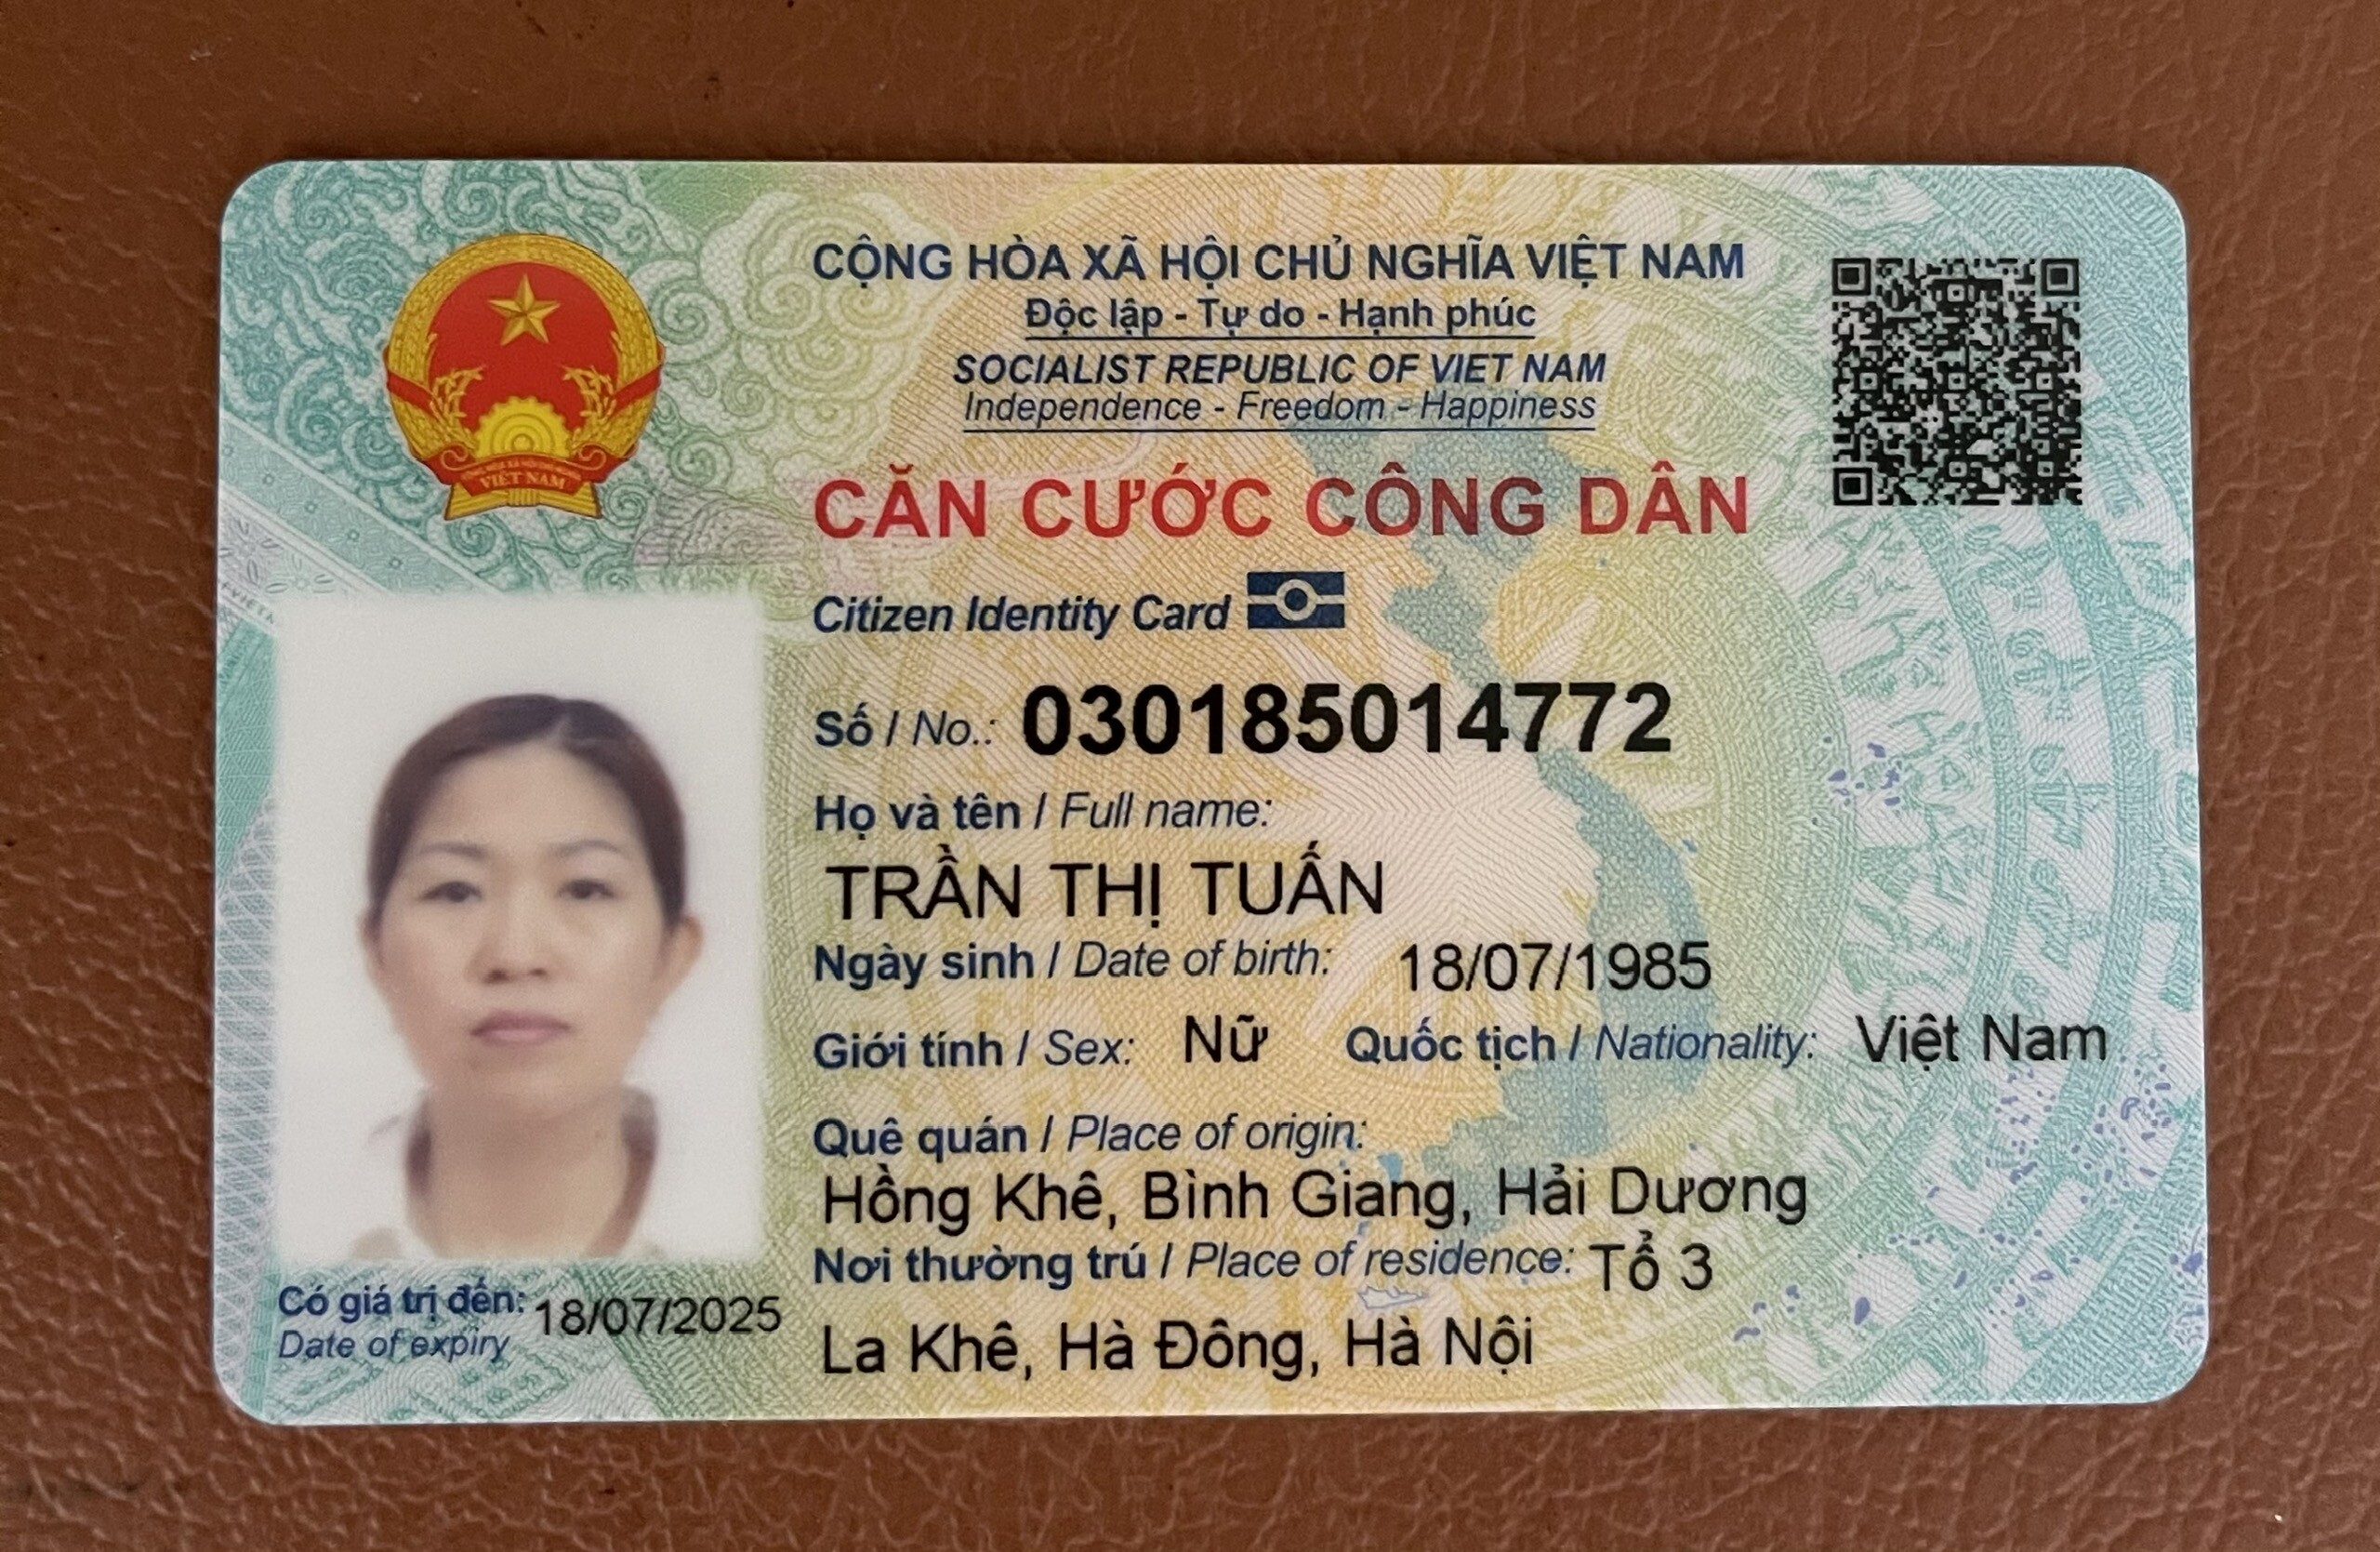 CỘNG HÒA XÃ HỘI CHỦ NGHĨA VIỆT NAM
Độc lập - Tự do - Hạnh phúc
SOCIALIST REPUBLIC OF VIET NAM
Independence - Freedom - Happiness
VIỆT NAM
CĂN CƯỚC CÔNG DÂN
Citizen Identity Card
Số / No.: 030185014772
Họ và tên / Full name:
TRẦN THỊ TUẤN
Ngày sinh / Date of birth: 18/07/1985
Giới tính / Sex: Nữ Quốc tịch / Nationality: Việt Nam
Quê quán / Place of origin:
Hồng Khê, Bình Giang, Hải Dương
Nơi thường trú / Place of residence: Tổ 3
La Khê, Hà Đông, Hà Nội
Có giá trị đến: 18/07/2025
Date of expiry